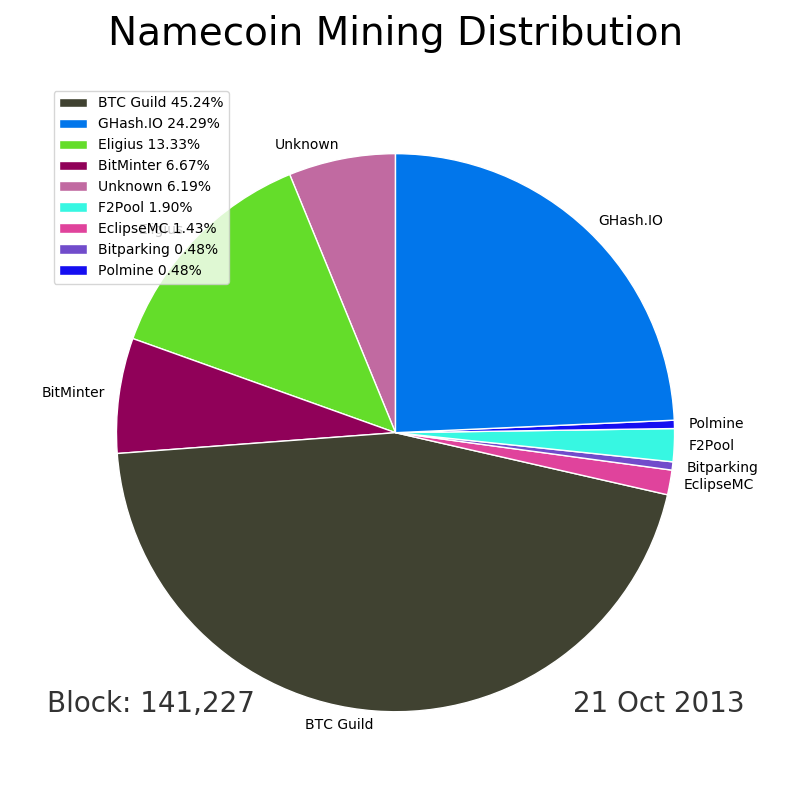 Namecoin Mining Distribution
BTC Guild 45.24%
GHash.IO 24.29%
Eligius 13.33%
BitMinter 6.67%
Unknown 6.19%
F2Pool 1.90%
EclipseMC 1.43%
Bitparking 0.48%
Polmine 0.48%
Unknown
GHash.IO
Eligius
BitMinter
Polmine
F2Pool
Bitparking
EclipseMC
BTC Guild
Block: 141,227
21 Oct 2013